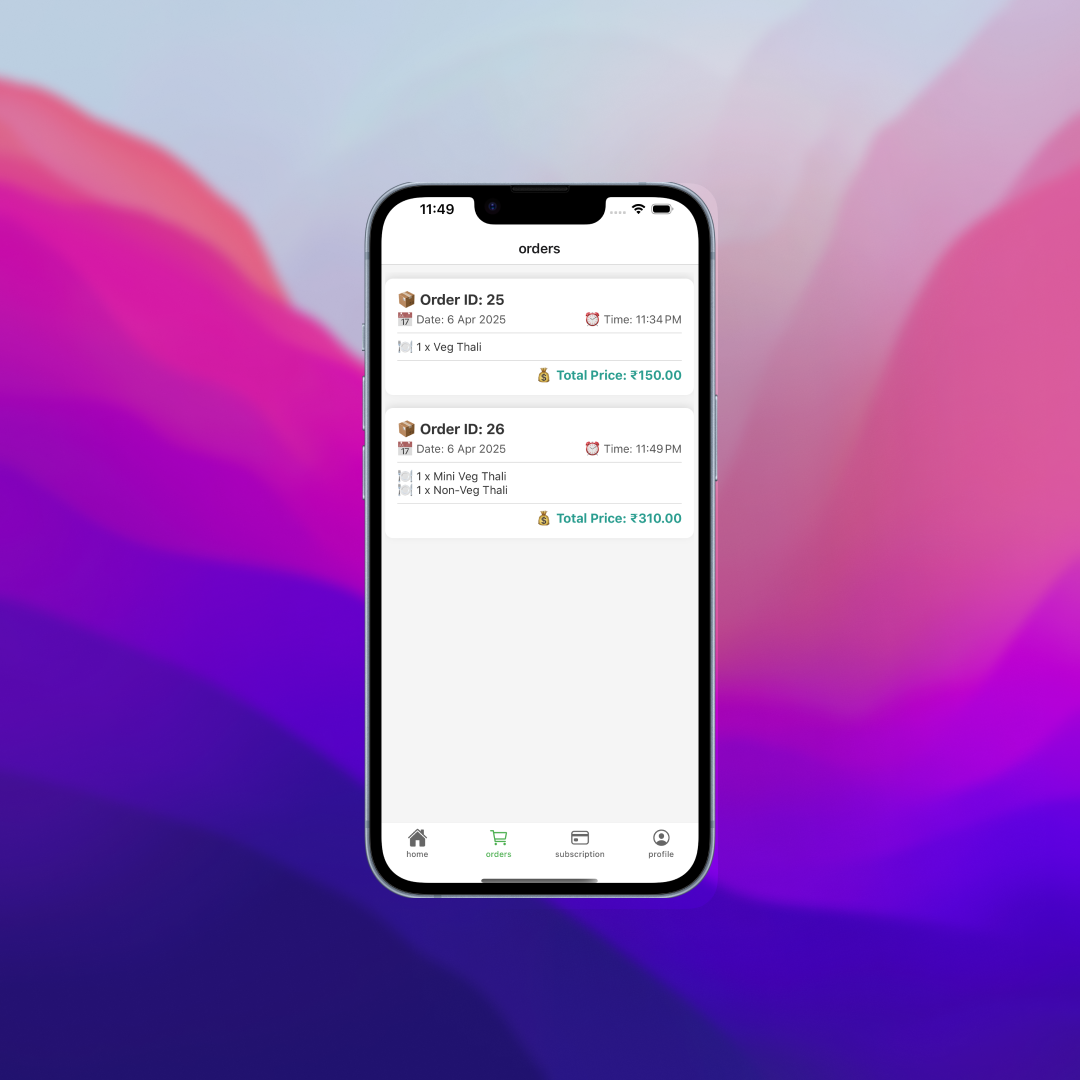 11:49
orders
📦 Order ID: 25
📅 Date: 6 Apr 2025 ⏰ Time: 11:34 PM
🍽️ 1 x Veg Thali
💰 Total Price: ₹150.00
📦 Order ID: 26
📅 Date: 6 Apr 2025 ⏰ Time: 11:49 PM
🍽️ 1 x Mini Veg Thali
🍽️ 1 x Non-Veg Thali
💰 Total Price: ₹310.00
home orders subscription profile